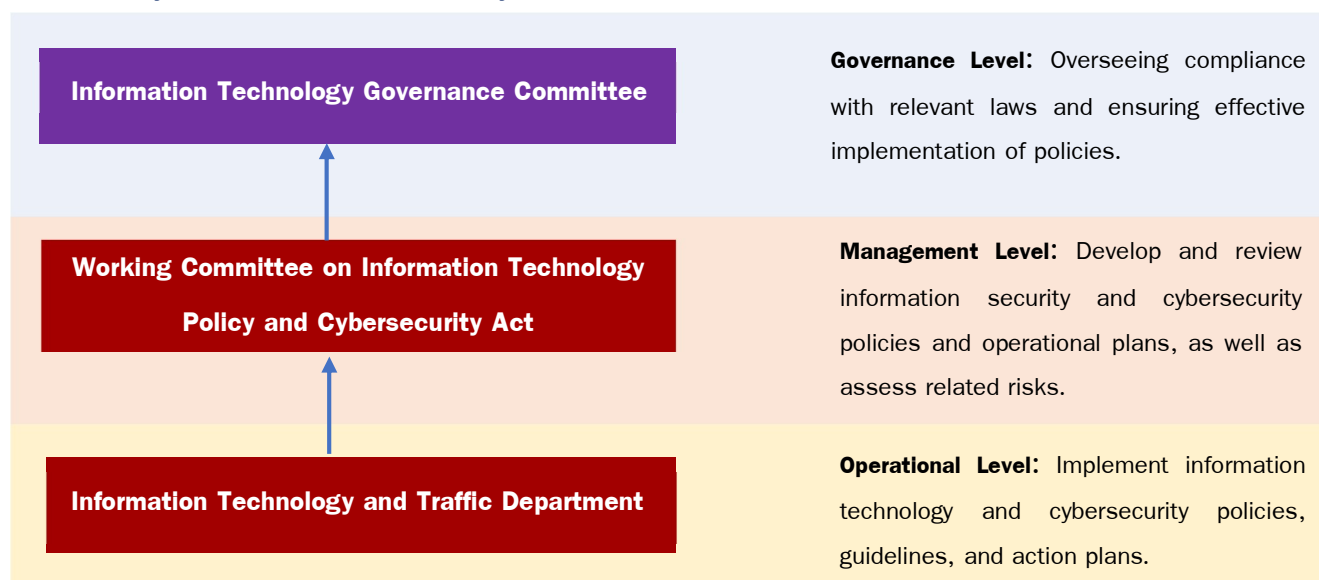 Information Technology Governance Committee
Governance Level: Overseeing compliance
with relevant laws and ensuring effective
implementation of policies.
Working Committee on Information Technology
Policy and Cybersecurity Act
Management Level: Develop and review
information security and cybersecurity
policies and operational plans, as well as
assess related risks.
Information Technology and Traffic Department
Operational Level: Implement information
technology and cybersecurity policies,
guidelines, and action plans.